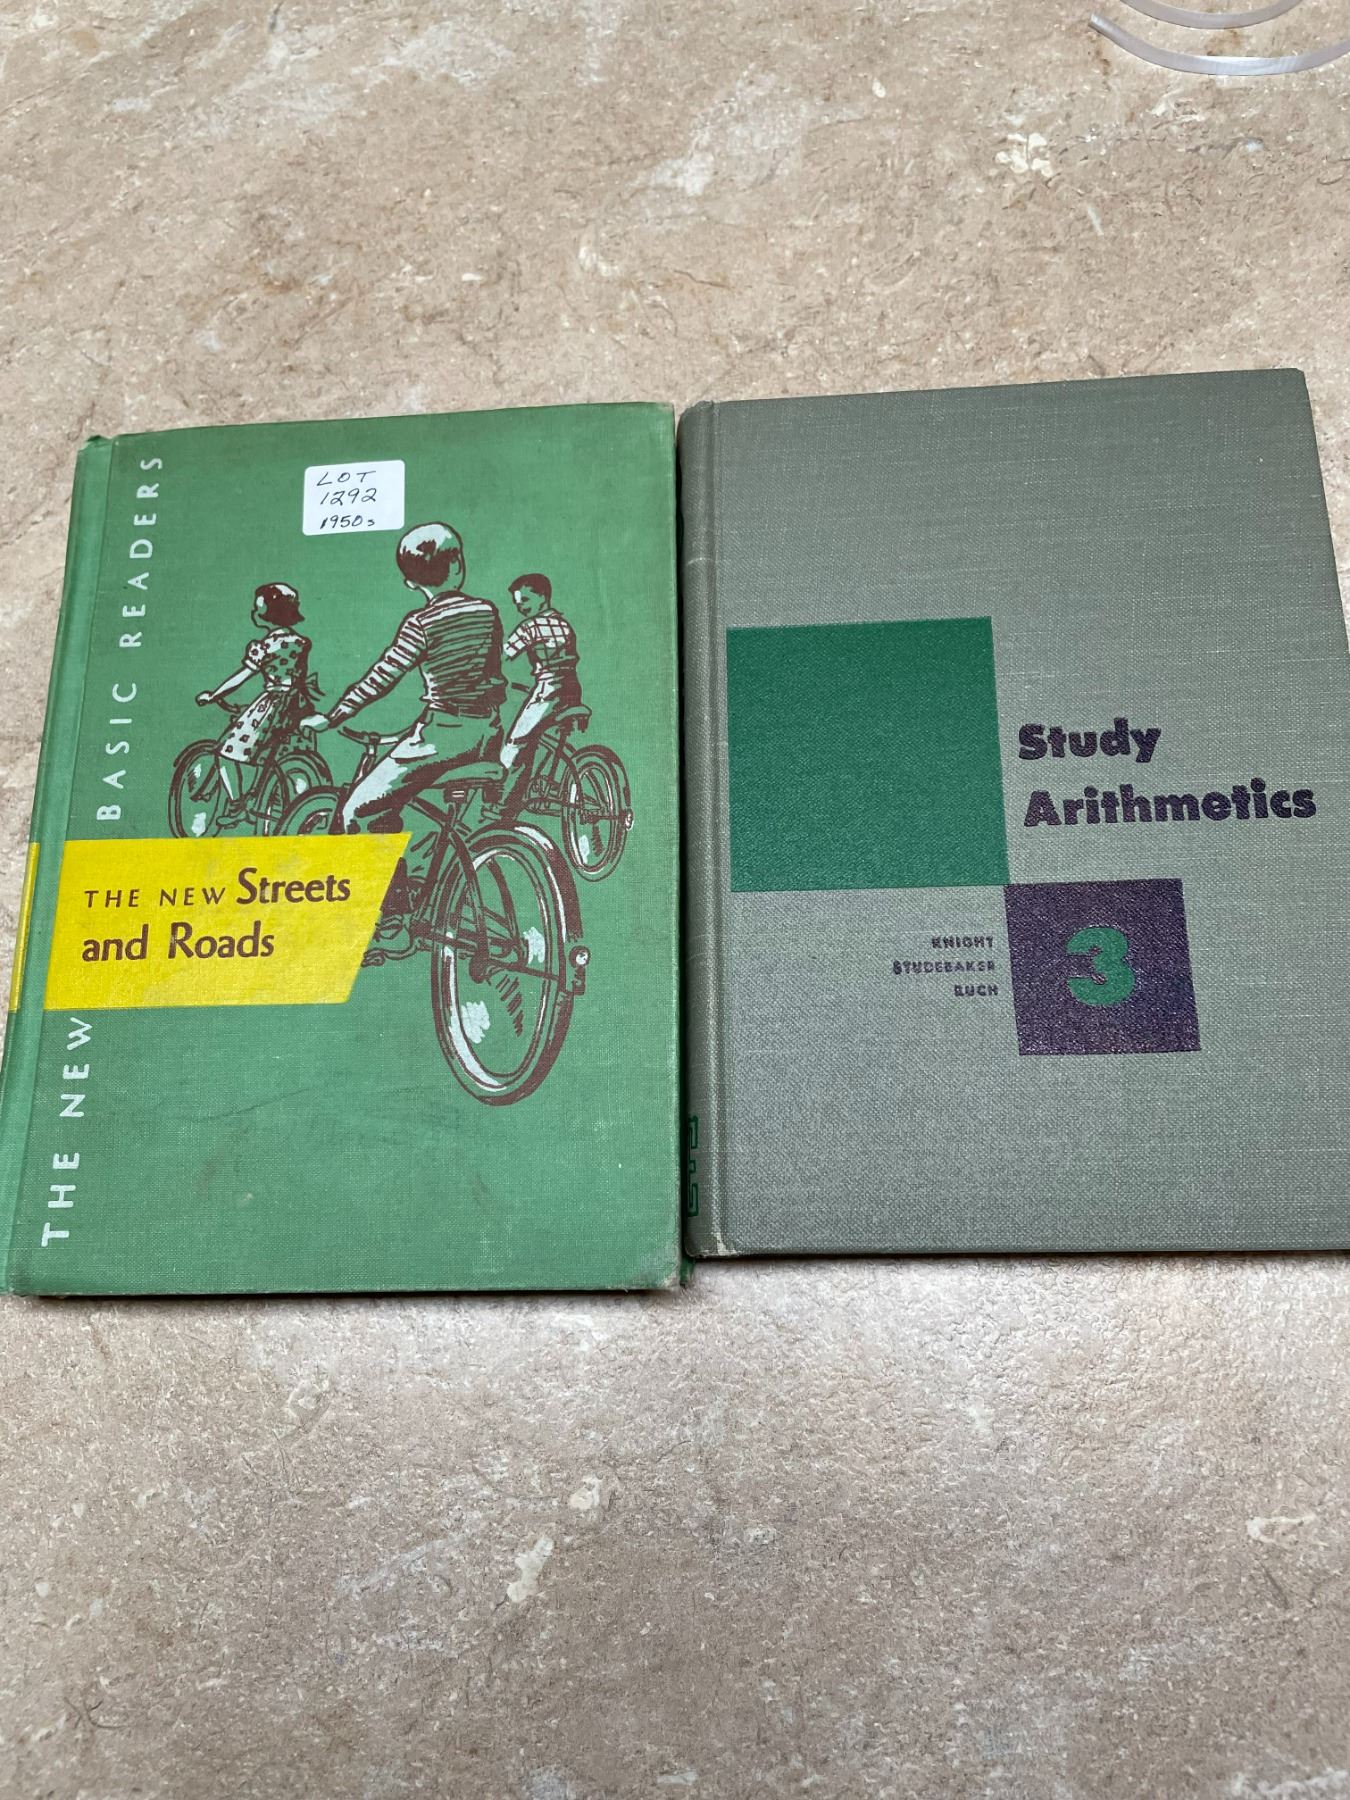 LOT
1292
1950s
THE NEW BASIC READERS
THE NEW Streets
and Roads
Study
Arithmetics
KNIGHT
STUDEBAKER
RUCH
3